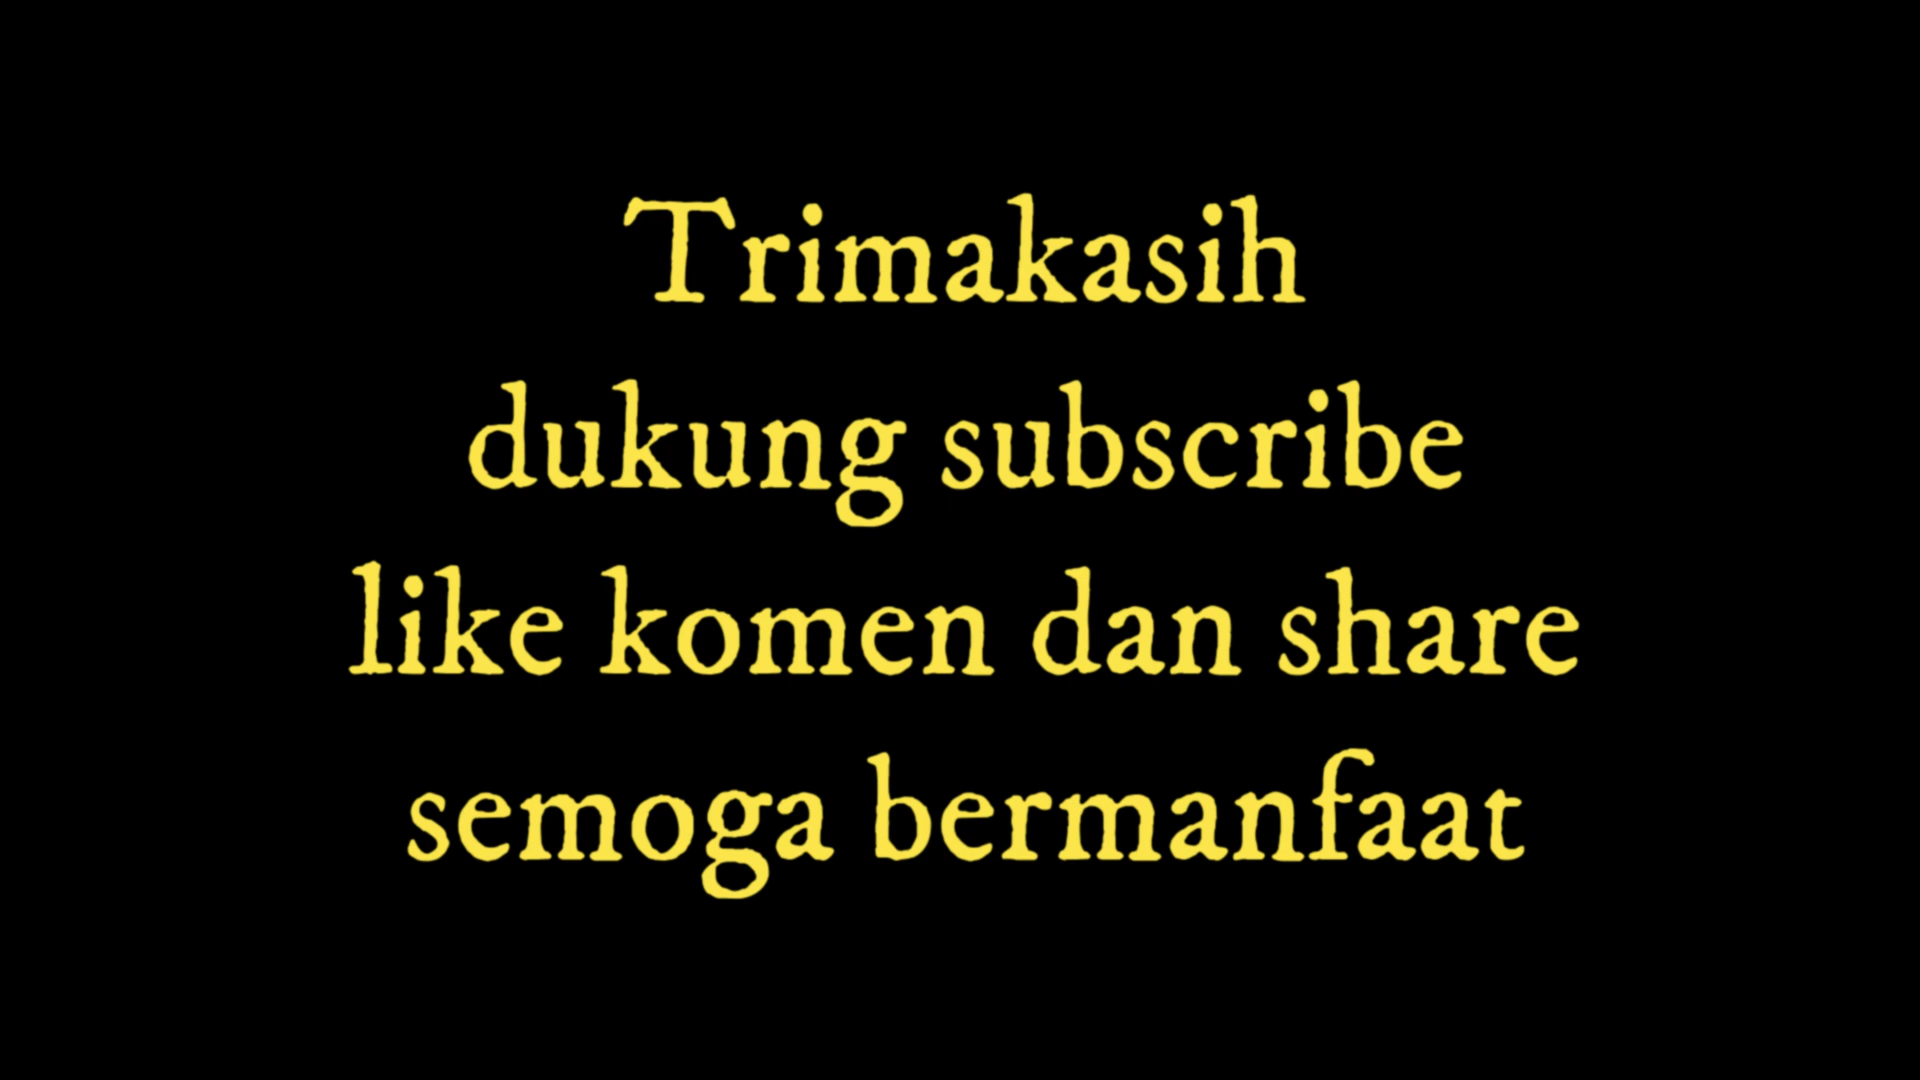 Trimakasih
dukung subscribe
like komen dan share
semoga bermanfaat